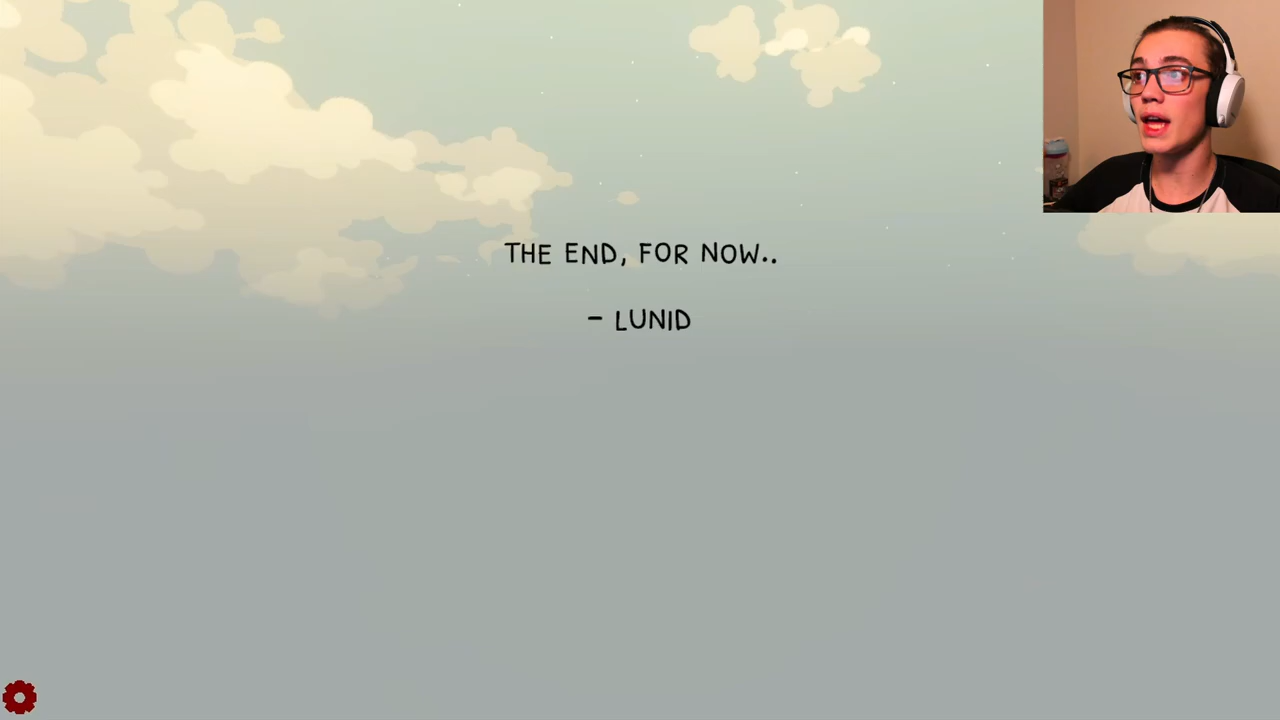 THE END, FOR NOW..
- LUNID